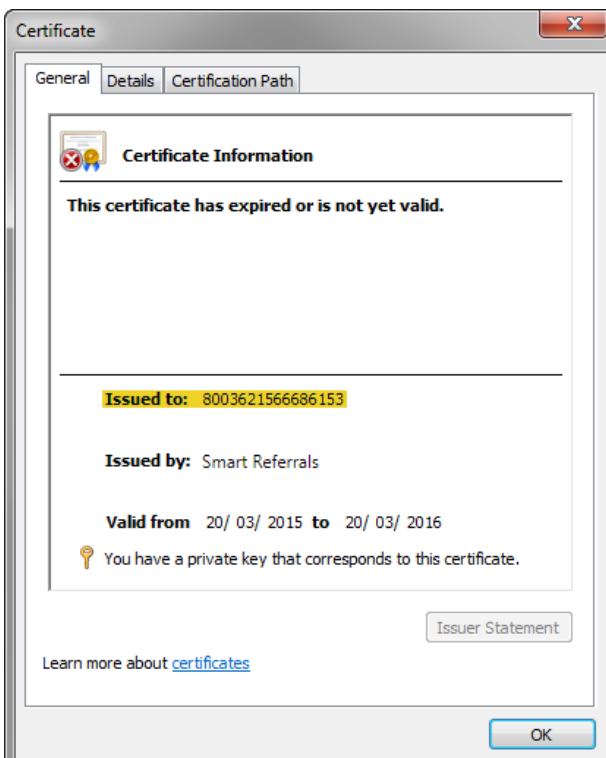 Certificate
General Details Certification Path
Certificate Information
This certificate has expired or is not yet valid.
Issued to: 8003621566686153
Issued by: Smart Referrals
Valid from 20/ 03/ 2015 to 20/ 03/ 2016
You have a private key that corresponds to this certificate.
Issuer Statement
Learn more about certificates
OK